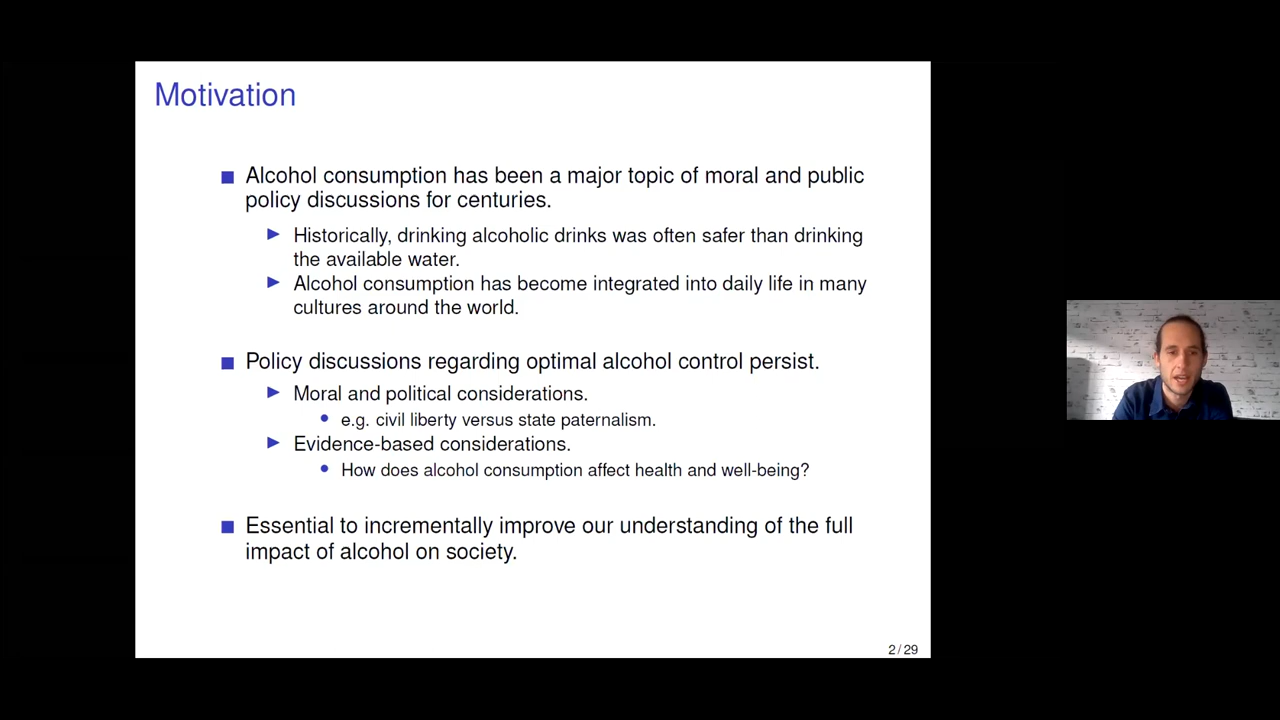 Motivation
Alcohol consumption has been a major topic of moral and public
policy discussions for centuries.
Historically, drinking alcoholic drinks was often safer than drinking
the available water.
Alcohol consumption has become integrated into daily life in many
cultures around the world.
Policy discussions regarding optimal alcohol control persist.
Moral and political considerations.
e.g. civil liberty versus state paternalism.
Evidence-based considerations.
How does alcohol consumption affect health and well-being?
Essential to incrementally improve our understanding of the full
impact of alcohol on society.
2 / 29